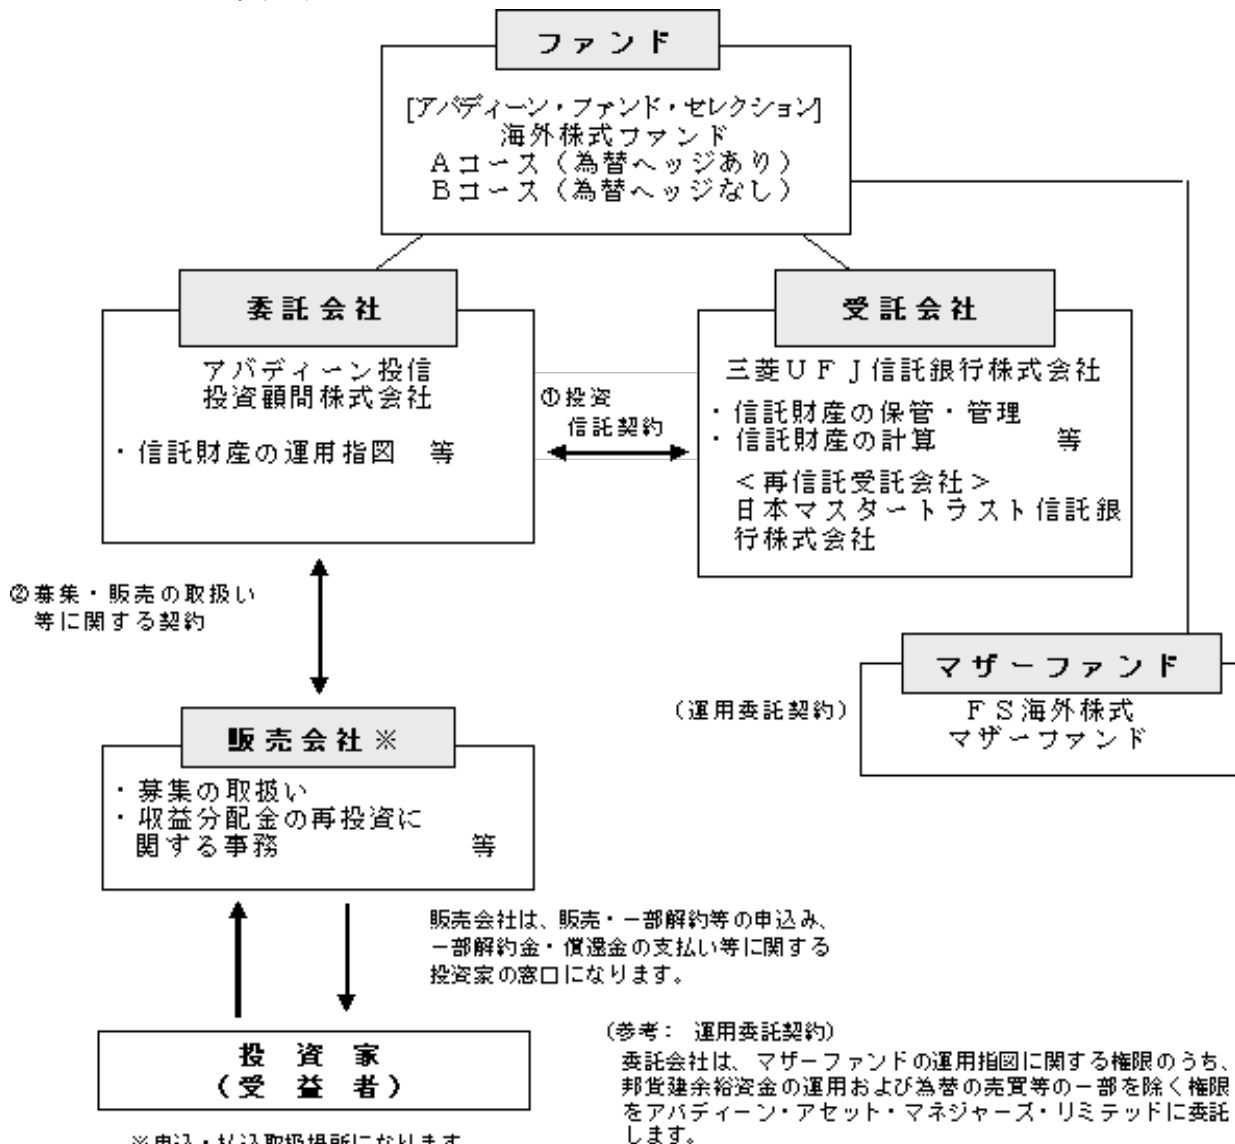 ファンド
[アバディーン・ファンド・セレクション]
海外株式ファンド
Aコース（為替ヘッジあり）
Bコース（為替ヘッジなし）
委託会社
アバディーン投信
投資顧問株式会社
・信託財産の運用指図　等
①投資
信託契約
受託会社
三菱UFJ信託銀行株式会社
・信託財産の保管・管理
・信託財産の計算　　　等
＜再信託受託会社＞
日本マスタートラスト信託銀
行株式会社
②募集・販売の取扱い
等に関する契約
（運用委託契約）
マザーファンド
FS海外株式
マザーファンド
販売会社※
・募集の取扱い
・収益分配金の再投資に
関する事務　　　等
販売会社は、販売・一部解約等の申込み、
一部解約金・償還金の支払い等に関する
投資家の窓口になります。
投資家
（受益者）
※申込・払込取扱場所になります
（参考：　運用委託契約）
委託会社は、マザーファンドの運用指図に関する権限のうち、
邦貨建余裕資金の運用および為替の売買等の一部を除く権限
をアバディーン・アセット・マネジャーズ・リミテッドに委託
します。